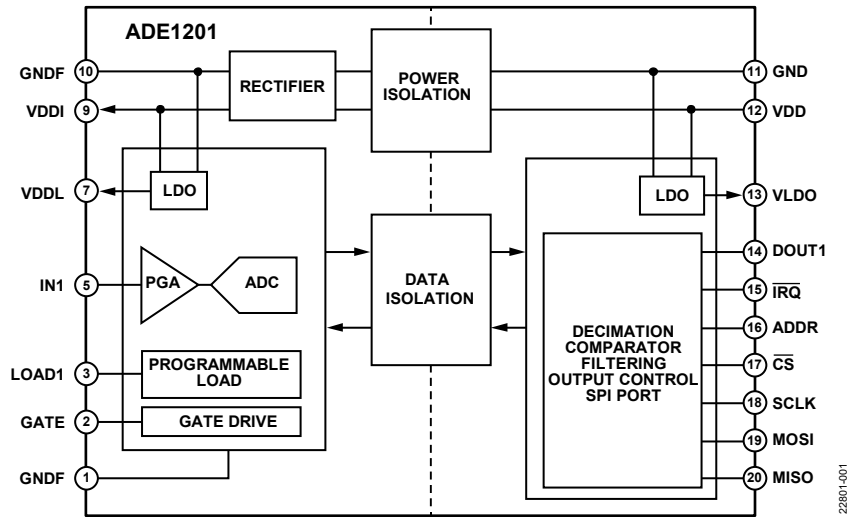 ADE1201
GNDF 10
VDDI 9
VDDL 7
IN1 5
LOAD1 3
GATE 2
GNDF 1
RECTIFIER
POWER
ISOLATION
LDO
PGA
ADC
PROGRAMMABLE
LOAD
GATE DRIVE
DATA
ISOLATION
LDO
DECIMATION
COMPARATOR
FILTERING
OUTPUT CONTROL
SPI PORT
11 GND
12 VDD
13 VLDO
14 DOUT1
15 IRQ
16 ADDR
17 CS
18 SCLK
19 MOSI
20 MISO
22801-001